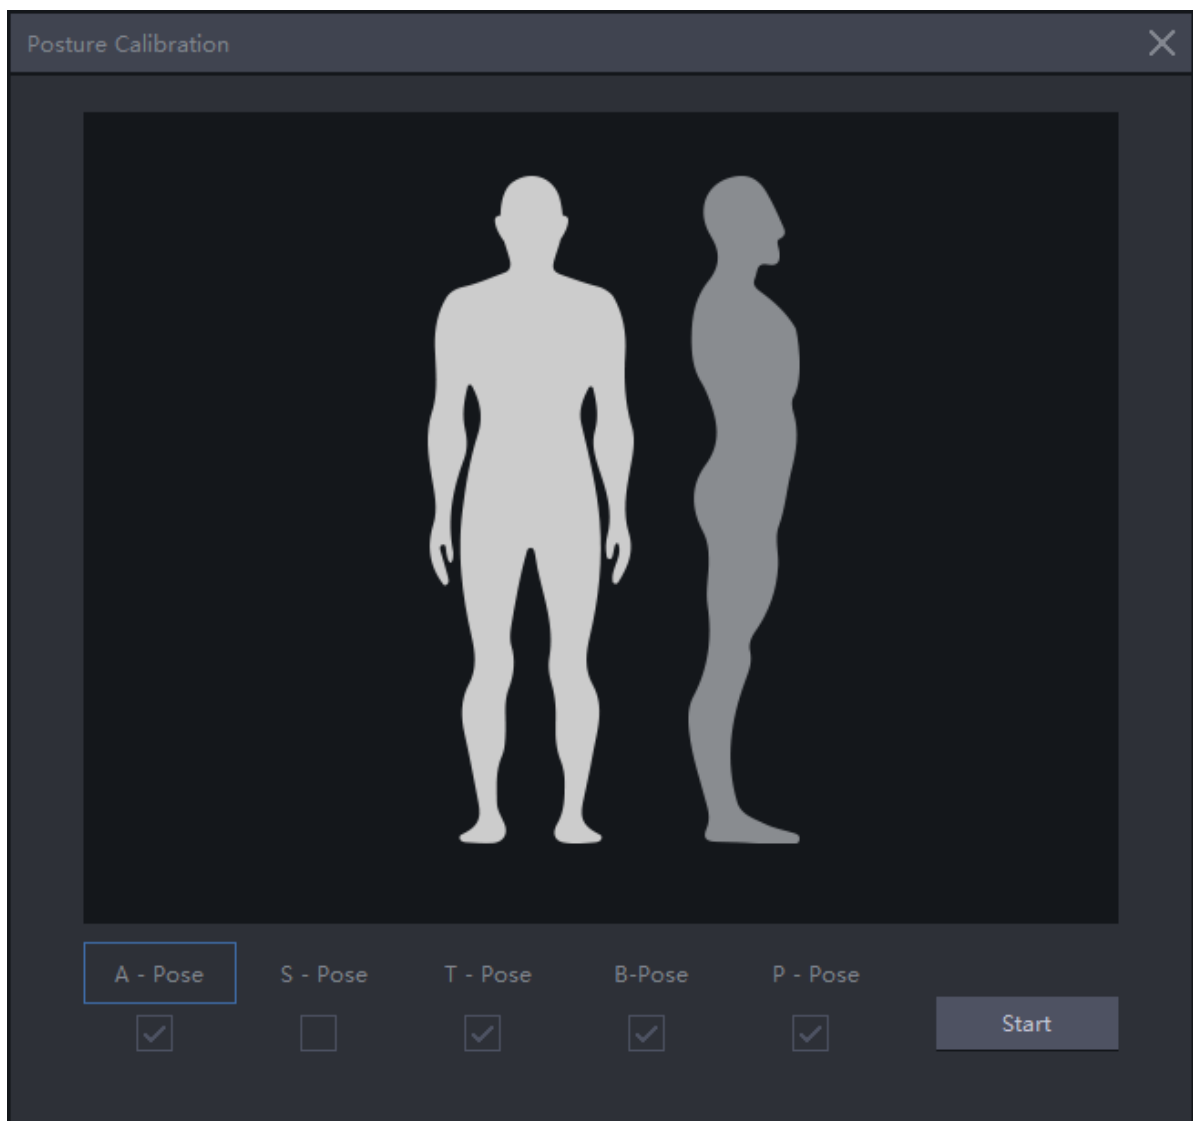 Posture Calibration
A - Pose
S - Pose
T - Pose
B-Pose
P - Pose
Start